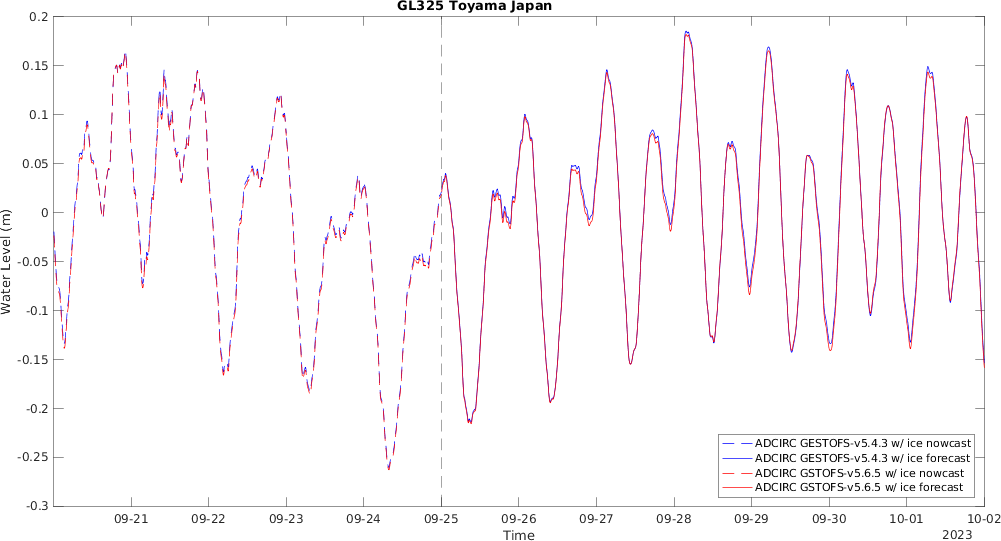 GL325 Toyama Japan
0.2
0.15
0.1
0.05
0
-0.05
-0.1
-0.15
-0.2
-0.25
-0.3
Water Level (m)
ADCIRC GESTOFS-v5.4.3 w/ ice nowcast
ADCIRC GESTOFS-v5.4.3 w/ ice forecast
ADCIRC GSTOFS-v5.6.5 w/ ice nowcast
ADCIRC GSTOFS-v5.6.5 w/ ice forecast
09-21 09-22 09-23 09-24 09-25 09-26 09-27 09-28 09-29 09-30 10-01 10-02
Time 2023